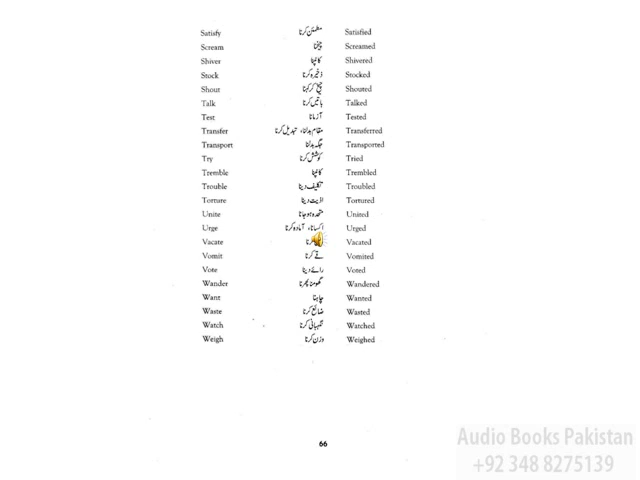 Satisfy مطمئن کرنا Satisfied
Scream چیخنا Screamed
Shiver کانپنا Shivered
Stock ذخیرہ کرنا Stocked
Shout چیخ کر کہنا Shouted
Talk باتیں کرنا Talked
Test آزمانا Tested
Transfer مقام بدلنا، تبدیل کرنا Transferred
Transport جگہ بدلنا Transported
Try کوشش کرنا Tried
Tremble کانپنا Trembled
Trouble تکلیف دینا Troubled
Torture اذیت دینا Tortured
Unite متحد ہو جانا United
Urge اکسانا، آمادہ کرنا Urged
Vacate کرنا Vacated
Vomit قے کرنا Vomited
Vote رائے دینا Voted
Wander گھومنا پھرنا Wandered
Want چاہنا Wanted
Waste ضائع کرنا Wasted
Watch نگہبانی کرنا Watched
Weigh وزن کرنا Weighed
66
Audio Books Pakistan
+92 348 8275139